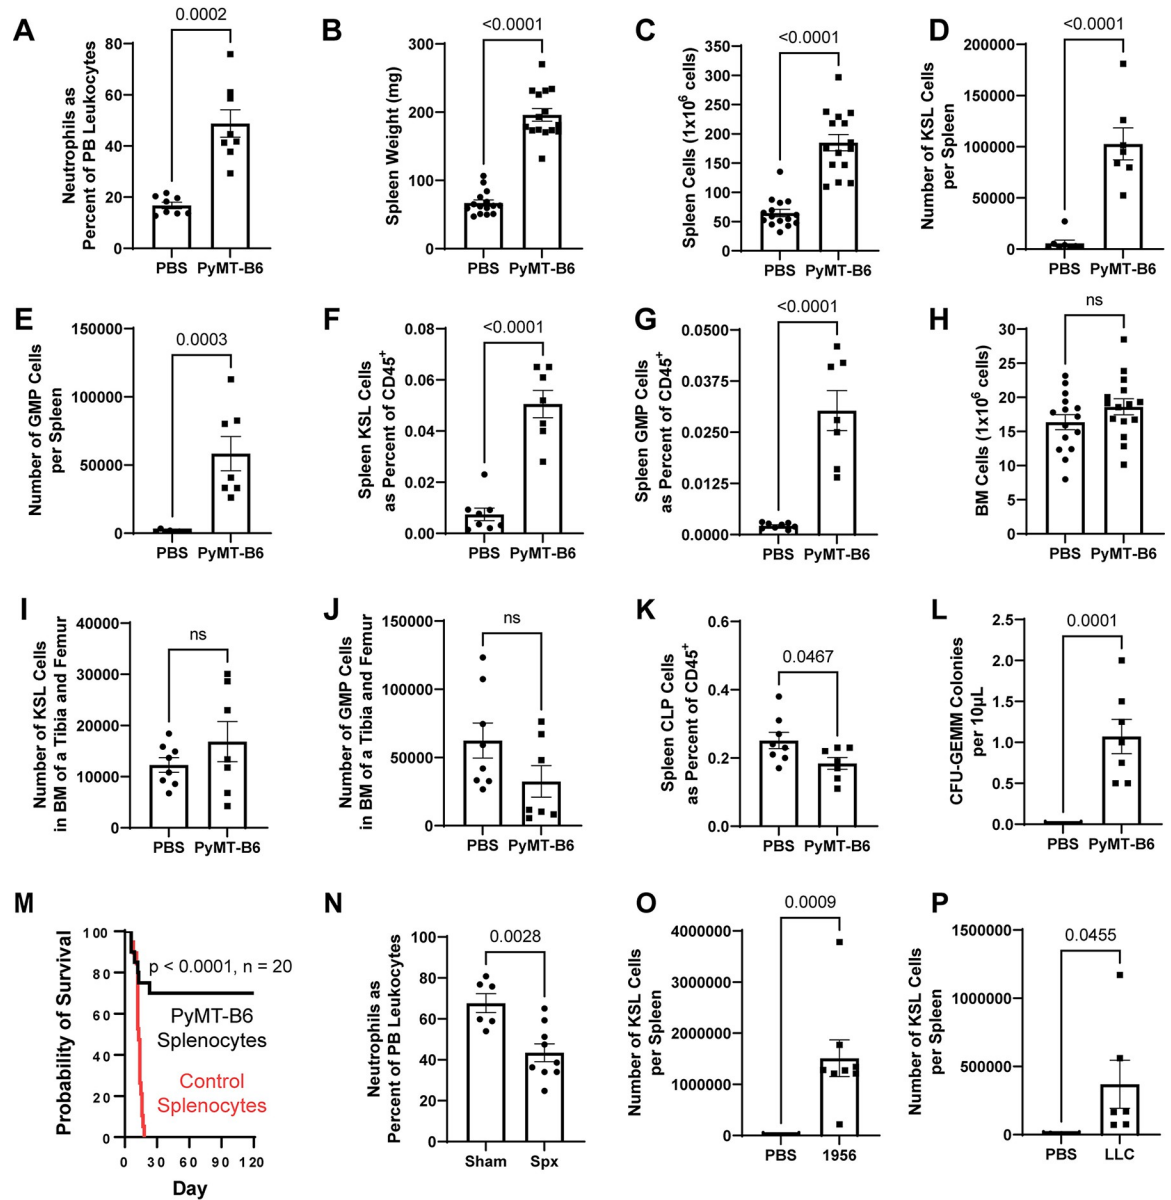 A
0.0002
Neutrophils as
Percent of PB Leukocytes
80
60
40
20
0
PBS PyMT-B6
B
<0.0001
Spleen Weight (mg)
300
200
100
0
PBS PyMT-B6
C
<0.0001
Spleen Cells (1x10⁶ cells)
350
300
250
200
150
100
50
0
PBS PyMT-B6
D
<0.0001
Number of KSL Cells
per Spleen
200000
150000
100000
50000
0
PBS PyMT-B6
E
0.0003
Number of GMP Cells
per Spleen
150000
100000
50000
0
PBS PyMT-B6
F
<0.0001
Spleen KSL Cells
as Percent of CD45⁺
0.08
0.06
0.04
0.02
0.00
PBS PyMT-B6
G
<0.0001
Spleen GMP Cells
as Percent of CD45⁺
0.0500
0.0375
0.0250
0.0125
0.0000
PBS PyMT-B6
H
ns
BM Cells (1x10⁶ cells)
30
25
20
15
10
5
0
PBS PyMT-B6
I
ns
Number of KSL Cells
in BM of a Tibia and Femur
40000
30000
20000
10000
0
PBS PyMT-B6
J
ns
Number of GMP Cells
in BM of a Tibia and Femur
150000
100000
50000
0
PBS PyMT-B6
K
0.0467
Spleen CLP Cells
as Percent of CD45⁺
0.6
0.4
0.2
0.0
PBS PyMT-B6
L
0.0001
CFU-GEMM Colonies
per 10µL
2.5
2.0
1.5
1.0
0.5
0.0
PBS PyMT-B6
M
Probability of Survival
100
80
60
40
20
0
p < 0.0001, n = 20
PyMT-B6
Splenocytes
Control
Splenocytes
0 30 60 90 120
Day
N
0.0028
Neutrophils as
Percent of PB Leukocytes
100
80
60
40
20
0
Sham Spx
O
0.0009
Number of KSL Cells
per Spleen
4000000
3000000
2000000
1000000
0
PBS 1956
P
0.0455
Number of KSL Cells
per Spleen
1500000
1000000
500000
0
PBS LLC